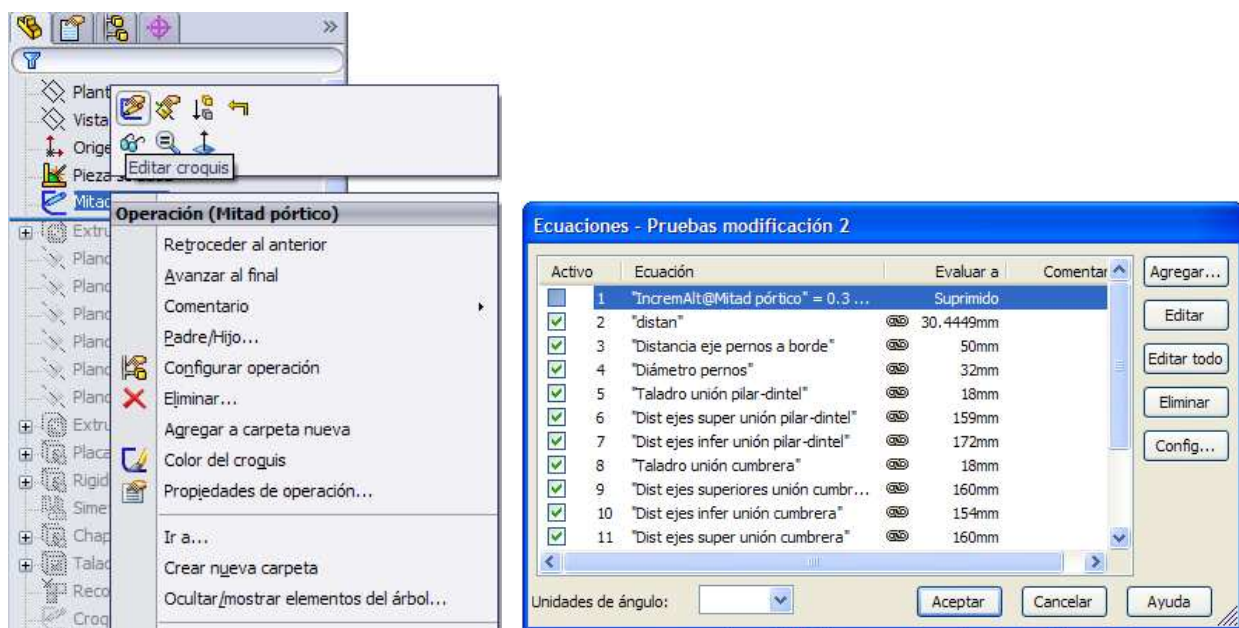 Plant
Vista
Orige
Editar croquis
Pieza
Mitad
Operación (Mitad pórtico)
Extru
Retroceder al anterior
Plano
Avanzar al final
Plano
Comentario
Plano
Padre/Hijo...
Plano
Configurar operación
Plano
Eliminar...
Plano
Agregar a carpeta nueva
Extru
Placa
Color del croquis
Rigid
Propiedades de operación...
Sime
Chap
Ir a...
Talad
Crear nueva carpeta
Reco
Ocultar/mostrar elementos del árbol...
Croq
Ecuaciones - Pruebas modificación 2
Activo Ecuación Evaluar a Comentar
1 "IncremAlt@Mitad pórtico" = 0.3 ... Suprimido
2 "distan" 30.4449mm
3 "Distancia eje pernos a borde" 50mm
4 "Diámetro pernos" 32mm
5 "Taladro unión pilar-dintel" 18mm
6 "Dist ejes super unión pilar-dintel" 159mm
7 "Dist ejes infer unión pilar-dintel" 172mm
8 "Taladro unión cumbrera" 18mm
9 "Dist ejes superiores unión cumbr... 160mm
10 "Dist ejes infer unión cumbrera" 154mm
11 "Dist ejes super unión cumbrera" 160mm
Agregar...
Editar
Editar todo
Eliminar
Config...
Unidades de ángulo:
Aceptar
Cancelar
Ayuda